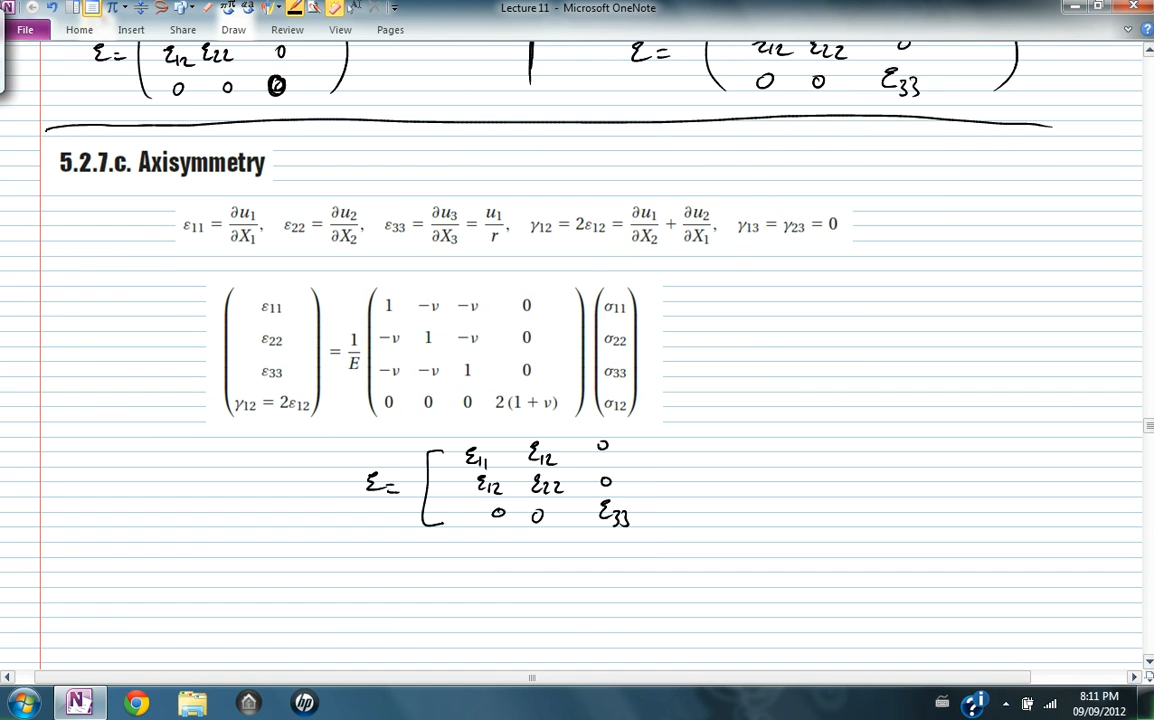 Lecture 11 - Microsoft OneNote
File Home Insert Share Draw Review View Pages
ε = ( ε12 ε22 0
0 0 0 )
ε = ( ε12 ε22 0
0 0 ε33 )
5.2.7.c. Axisymmetry
ε11 = ∂u1/∂X1, ε22 = ∂u2/∂X2, ε33 = ∂u3/∂X3 = u1/r, γ12 = 2ε12 = ∂u1/∂X2 + ∂u2/∂X1, γ13 = γ23 = 0
ε11 1 −ν −ν 0 σ11
ε22 −ν 1 −ν 0 σ22
= 1/E
ε33 −ν −ν 1 0 σ33
γ12 = 2ε12 0 0 0 2 (1 + ν) σ12
ε11 ε12 0
ε = [ ε12 ε22 0
0 0 ε33
8:11 PM
09/09/2012